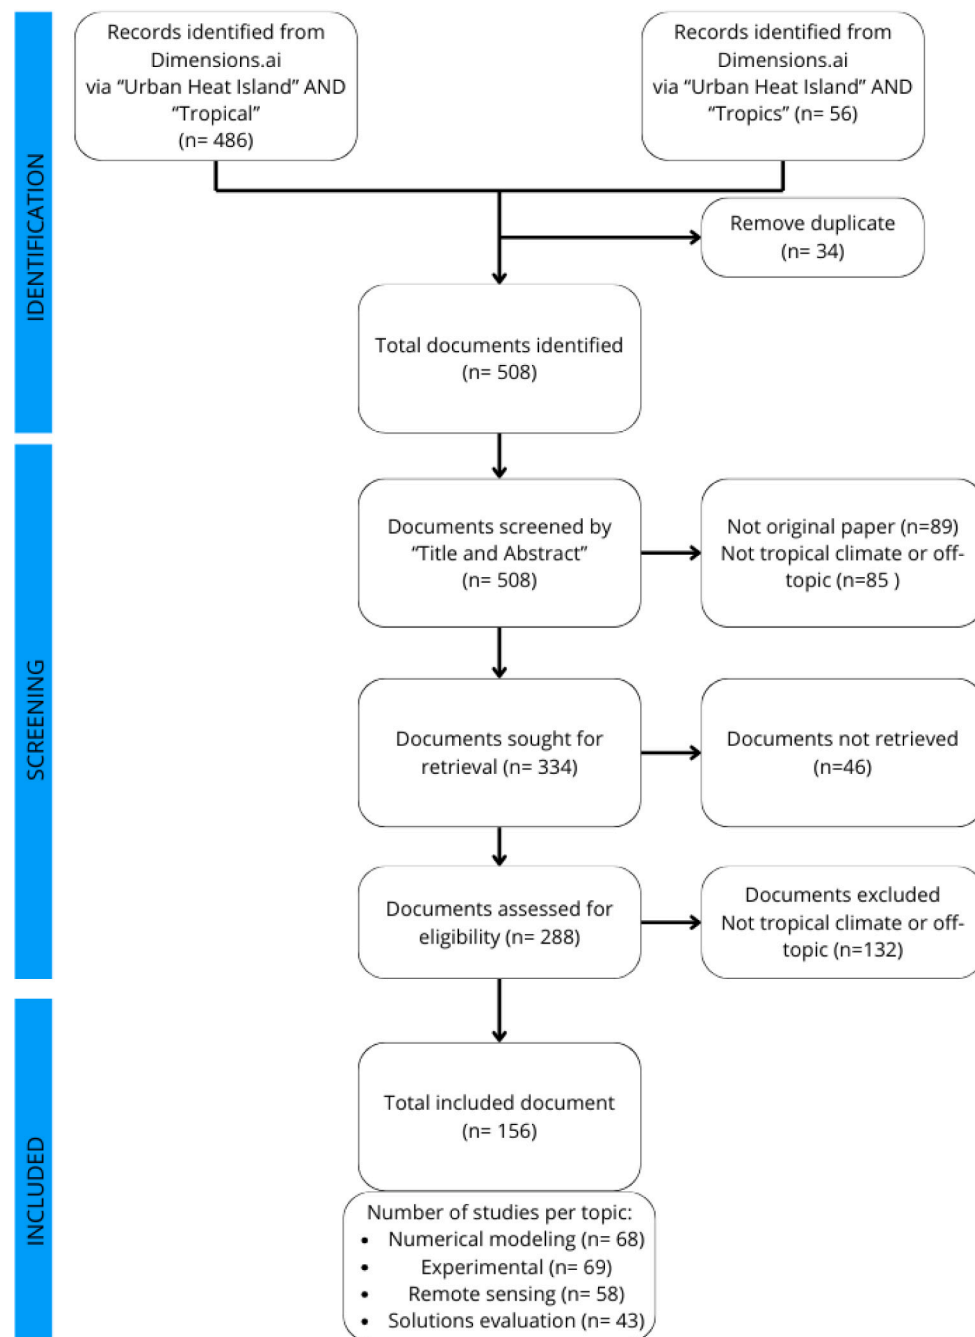 IDENTIFICATION
Records identified from
Dimensions.ai
via “Urban Heat Island” AND
“Tropical”
(n= 486)
Records identified from
Dimensions.ai
via “Urban Heat Island” AND
“Tropics” (n= 56)
Remove duplicate
(n= 34)
Total documents identified
(n= 508)
SCREENING
Documents screened by
“Title and Abstract”
(n= 508)
Not original paper (n=89)
Not tropical climate or off-
topic (n=85 )
Documents sought for
retrieval (n= 334)
Documents not retrieved
(n=46)
Documents assessed for
eligibility (n= 288)
Documents excluded
Not tropical climate or off-
topic (n=132)
INCLUDED
Total included document
(n= 156)
Number of studies per topic:
• Numerical modeling (n= 68)
• Experimental (n= 69)
• Remote sensing (n= 58)
• Solutions evaluation (n= 43)